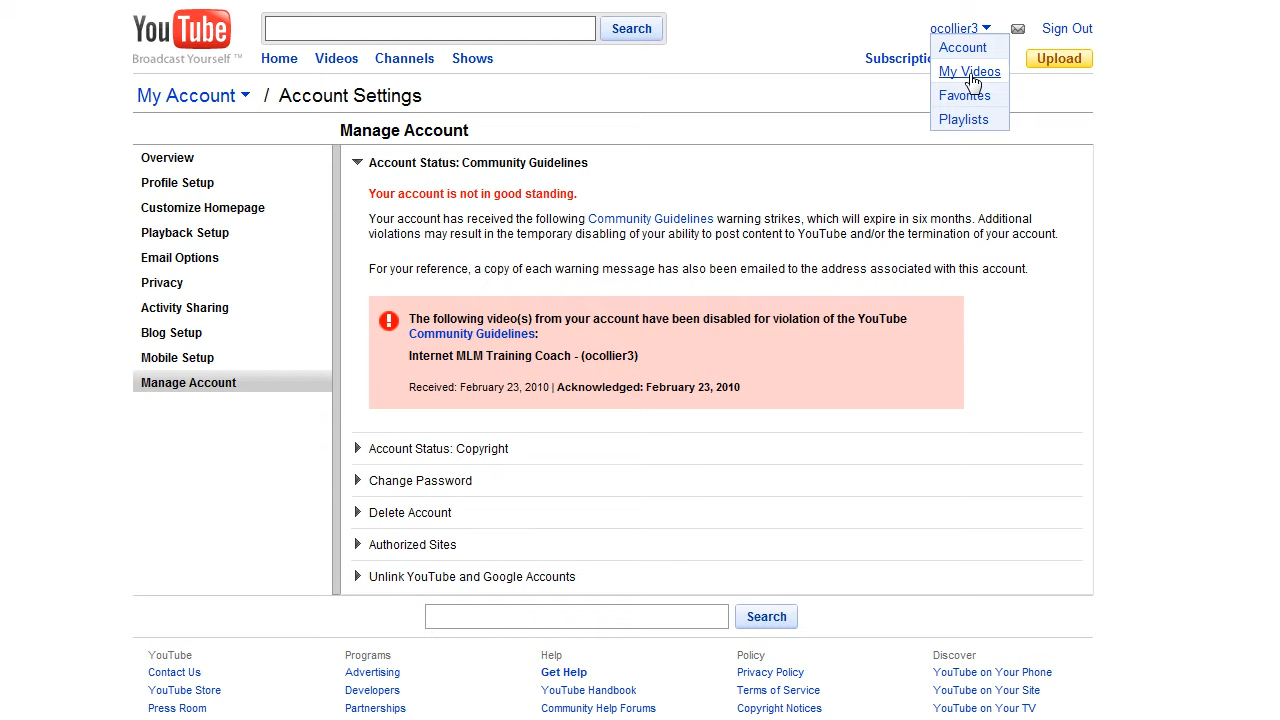 YouTube
Broadcast Yourself ™
Search
ocollier3
Sign Out
Home
Videos
Channels
Shows
Upload
Account
My Videos
Favorites
Playlists
My Account / Account Settings
Manage Account
Overview
Profile Setup
Customize Homepage
Playback Setup
Email Options
Privacy
Activity Sharing
Blog Setup
Mobile Setup
Manage Account
Account Status: Community Guidelines
Your account is not in good standing.
Your account has received the following Community Guidelines warning strikes, which will expire in six months. Additional
violations may result in the temporary disabling of your ability to post content to YouTube and/or the termination of your account.
For your reference, a copy of each warning message has also been emailed to the address associated with this account.
The following video(s) from your account have been disabled for violation of the YouTube
Community Guidelines:
Internet MLM Training Coach - (ocollier3)
Received: February 23, 2010 | Acknowledged: February 23, 2010
Account Status: Copyright
Change Password
Delete Account
Authorized Sites
Unlink YouTube and Google Accounts
Search
YouTube
Contact Us
YouTube Store
Press Room
Programs
Advertising
Developers
Partnerships
Help
Get Help
YouTube Handbook
Community Help Forums
Policy
Privacy Policy
Terms of Service
Copyright Notices
Discover
YouTube on Your Phone
YouTube on Your Site
YouTube on Your TV